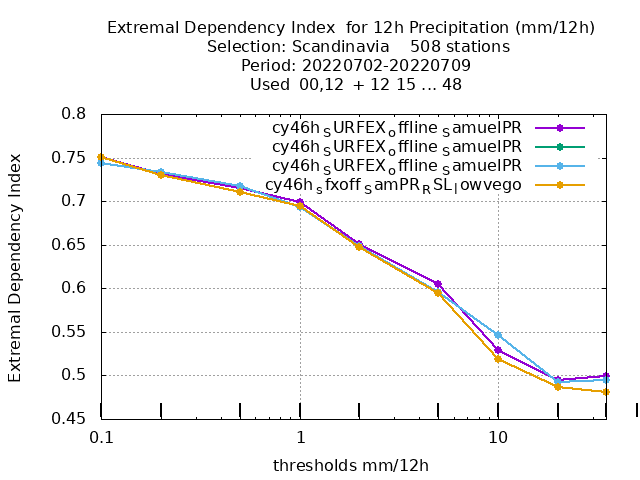 Extremal Dependency Index  for 12h Precipitation (mm/12h)
Selection: Scandinavia    508 stations
Period: 20220702-20220709
Used  00,12  + 12 15 ... 48
0.8
0.75
0.7
0.65
0.6
0.55
0.5
0.45
Extremal Dependency Index
cy46h_SURFEX_offline_SamuelPR
cy46h_SURFEX_offline_SamuelPR
cy46h_SURFEX_offline_SamuelPR
cy46h_sfxoff_SamPR_RSL_lowvego
0.1 1 10
thresholds mm/12h